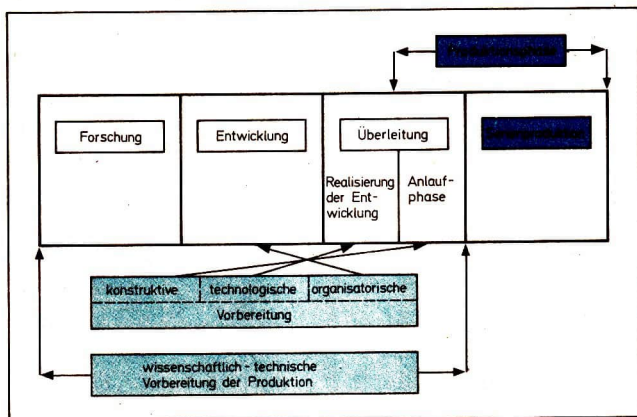 Forschung
Entwicklung
Überleitung
Realisierung
der Ent-
wicklung
Anlauf-
phase
konstruktive technologische organisatorische
Vorbereitung
wissenschaftlich-technische
Vorbereitung der Produktion